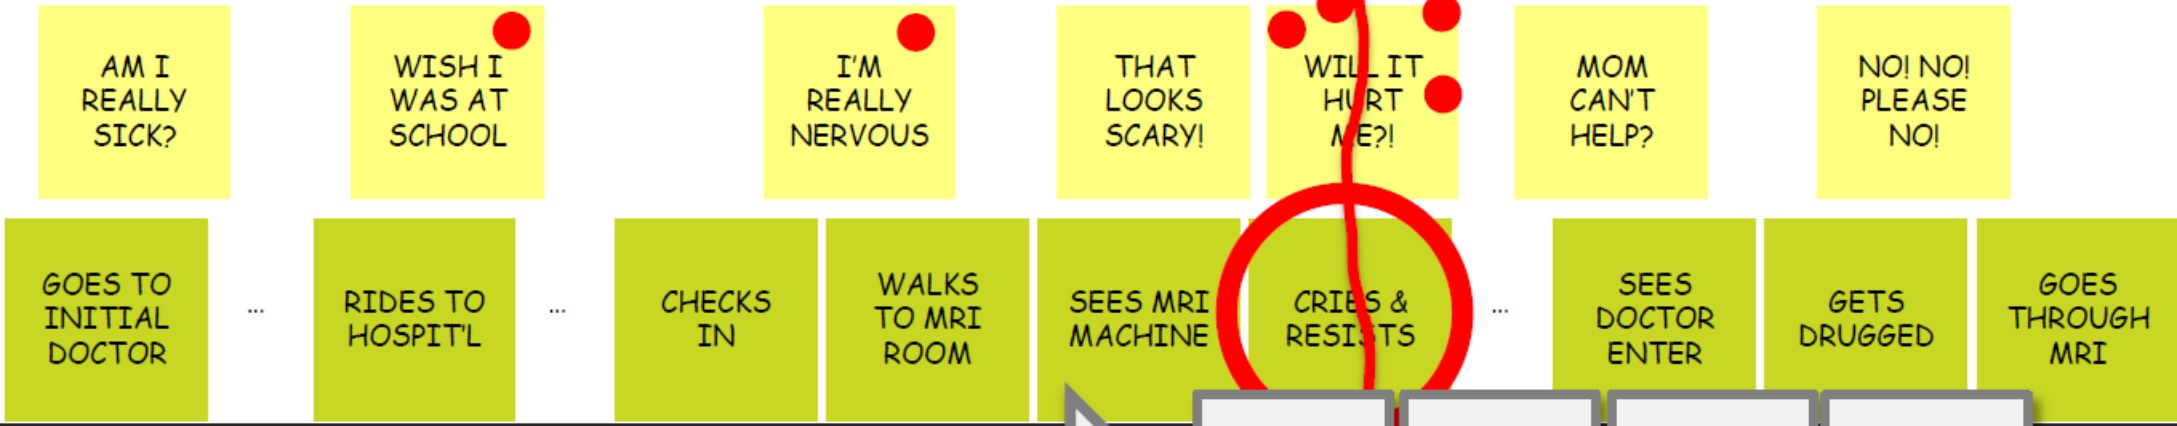 AM I
REALLY
SICK?
WISH I
WAS AT
SCHOOL
I'M
REALLY
NERVOUS
THAT
LOOKS
SCARY!
WILL IT
HURT
ME?!
MOM
CAN'T
HELP?
NO! NO!
PLEASE
NO!
GOES TO
INITIAL
DOCTOR
...
RIDES TO
HOSPIT'L
...
CHECKS
IN
WALKS
TO MRI
ROOM
SEES MRI
MACHINE
CRIES &
RESISTS
...
SEES
DOCTOR
ENTER
GETS
DRUGGED
GOES
THROUGH
MRI